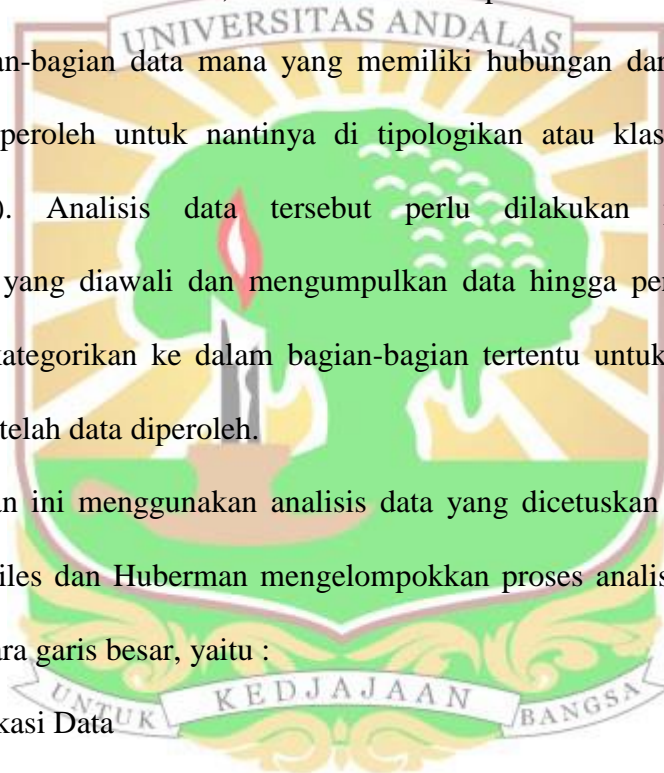 UNIVERSITAS ANDALAS
an-bagian data mana yang memiliki hubungan dar
peroleh untuk nantinya di tipologikan atau klas
). Analisis data tersebut perlu dilakukan
yang diawali dan mengumpulkan data hingga per
kategorikan ke dalam bagian-bagian tertentu untuk
telah data diperoleh.
an ini menggunakan analisis data yang dicetuskan
iles dan Huberman mengelompokkan proses analis
ara garis besar, yaitu :
UNTUK KEDJAJAAN BANGSA
kasi Data